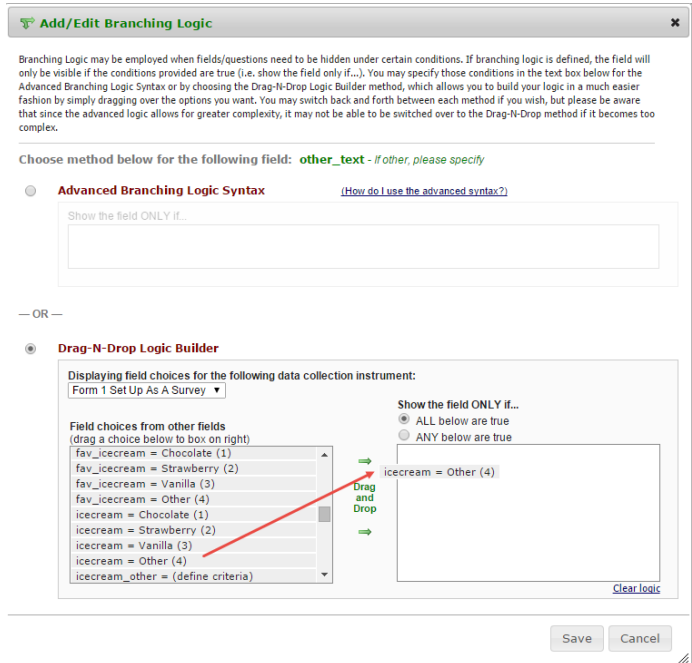 Add/Edit Branching Logic
Branching Logic may be employed when fields/questions need to be hidden under certain conditions. If branching logic is defined, the field will
only be visible if the conditions provided are true (i.e. show the field only if...). You may specify those conditions in the text box below for the
Advanced Branching Logic Syntax or by choosing the Drag-N-Drop Logic Builder method, which allows you to build your logic in a much easier
fashion by simply dragging over the options you want. You may switch back and forth between each method if you wish, but please be aware
that since the advanced logic allows for greater complexity, it may not be able to be switched over to the Drag-N-Drop method if it becomes too
complex.
Choose method below for the following field: other_text - If other, please specify
Advanced Branching Logic Syntax (How do I use the advanced syntax?)
Show the field ONLY if...
— OR —
Drag-N-Drop Logic Builder
Displaying field choices for the following data collection instrument:
Form 1 Set Up As A Survey
Field choices from other fields
(drag a choice below to box on right)
fav_icecream = Chocolate (1)
fav_icecream = Strawberry (2)
fav_icecream = Vanilla (3)
fav_icecream = Other (4)
icecream = Chocolate (1)
icecream = Strawberry (2)
icecream = Vanilla (3)
icecream = Other (4)
icecream_other = (define criteria)
Drag
and
Drop
Show the field ONLY if...
ALL below are true
ANY below are true
icecream = Other (4)
Clear logic
Save Cancel